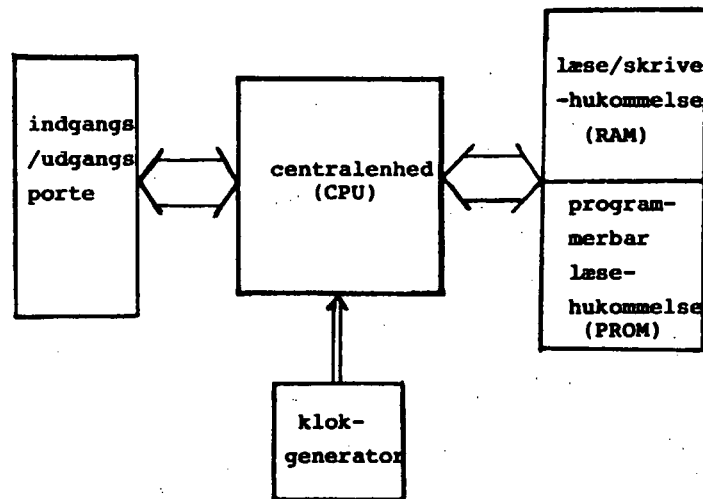 indgangs
/udgangs
porte
centralenhed
(CPU)
læse/skrive
-hukommelse
(RAM)
program-
merbar
læse-
hukommelse
(PROM)
klok-
generator